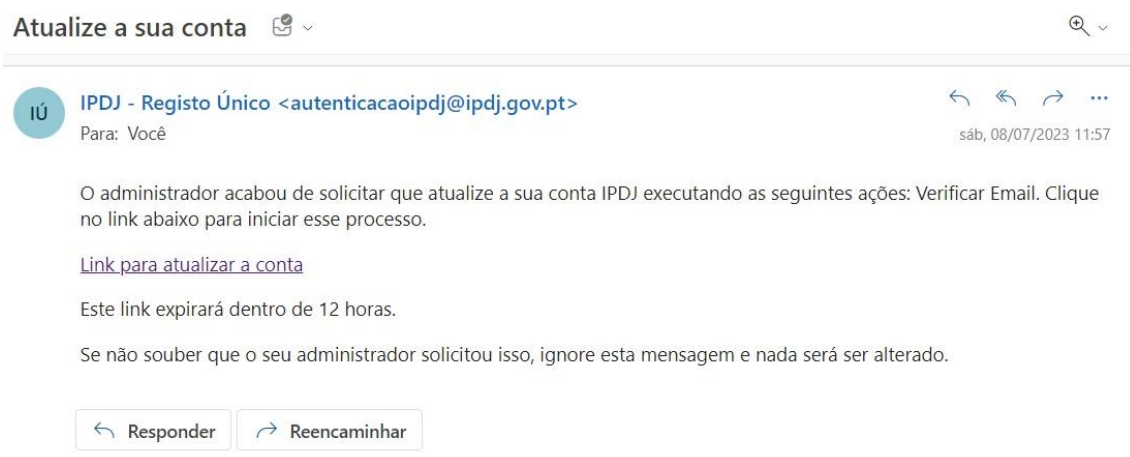 Atualize a sua conta
IÚ
IPDJ - Registo Único <autenticacaoipdj@ipdj.gov.pt>
Para: Você
sáb, 08/07/2023 11:57
O administrador acabou de solicitar que atualize a sua conta IPDJ executando as seguintes ações: Verificar Email. Clique
no link abaixo para iniciar esse processo.
Link para atualizar a conta
Este link expirará dentro de 12 horas.
Se não souber que o seu administrador solicitou isso, ignore esta mensagem e nada será ser alterado.
Responder
Reencaminhar